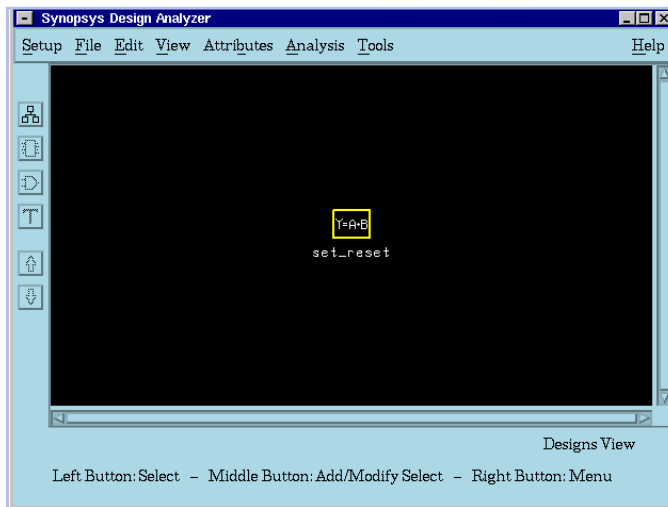 Synopsys Design Analyzer
Setup File Edit View Attributes Analysis Tools Help
Y=A+B
set_reset
Designs View
Left Button: Select – Middle Button: Add/Modify Select – Right Button: Menu